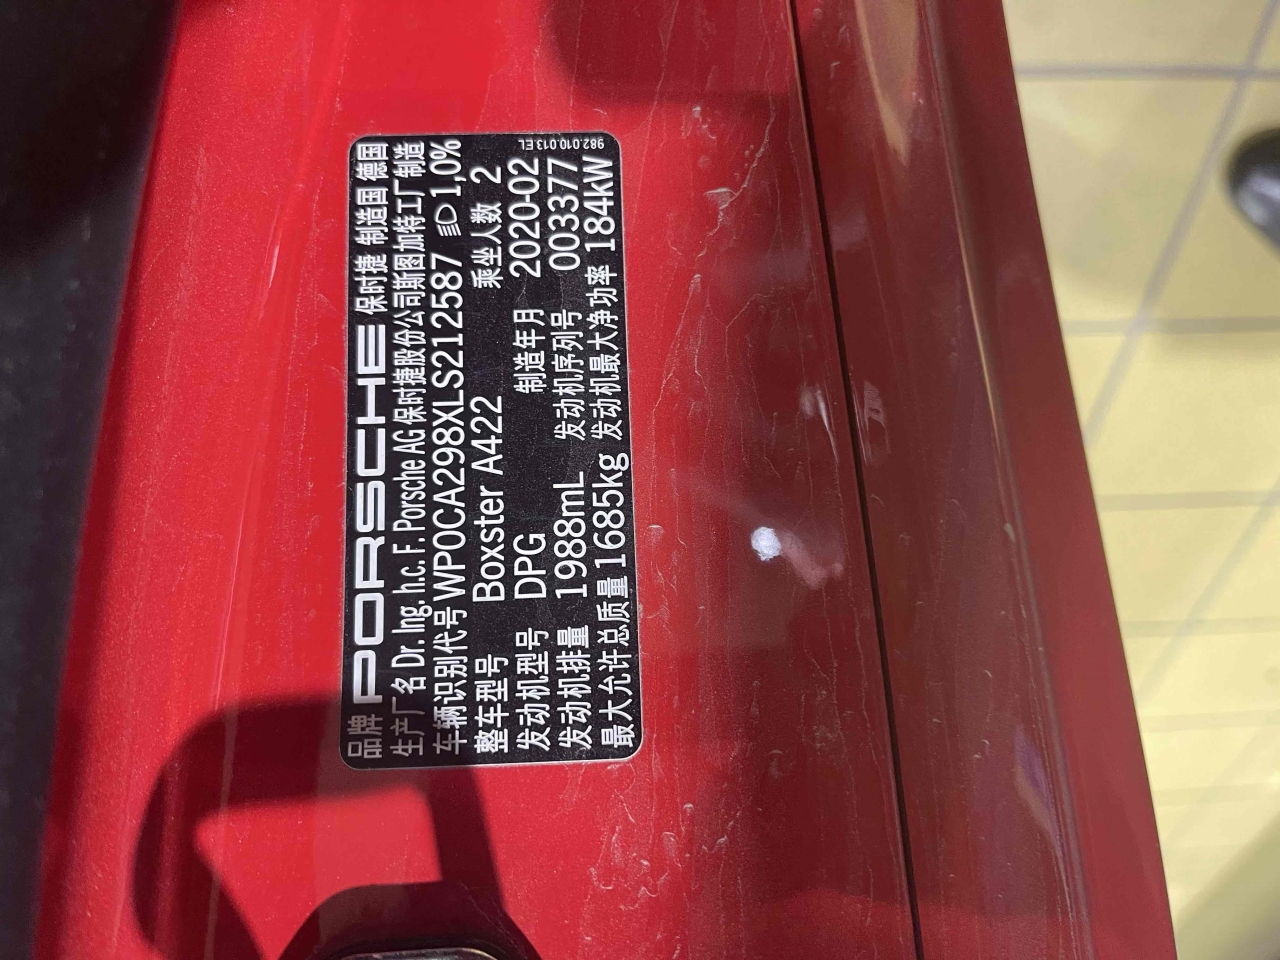 品牌 PORSCHE 保时捷 制造国 德国
生产厂名 Dr. Ing. h.c. F. Porsche AG 保时捷股份公司斯图加特工厂制造
车辆识别代号 WP0CA298XLS212587 1,0%
整车型号 Boxster A422 乘坐人数 2
发动机型号 DPG 制造年月 2020-02
发动机排量 1988mL 发动机序列号 003377
最大允许总质量 1685kg 发动机最大净功率 184kW
982.010.013.EL